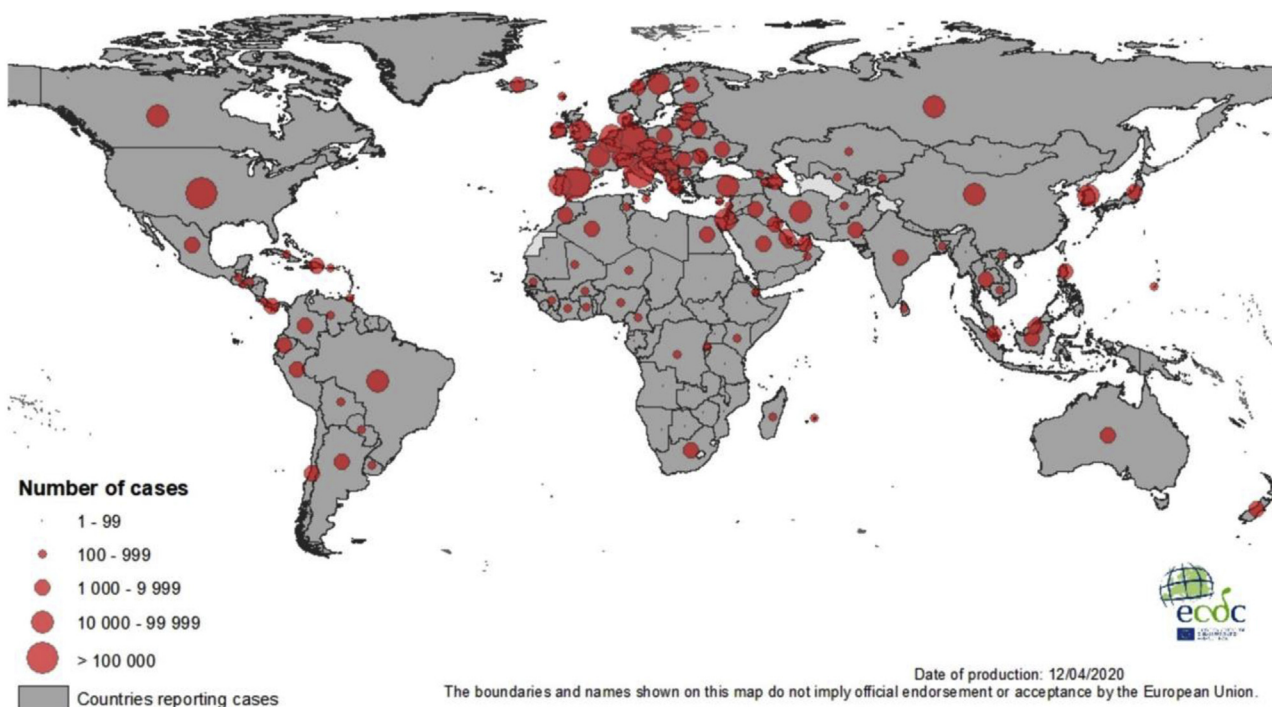 Number of cases
1 - 99
100 - 999
1 000 - 9 999
10 000 - 99 999
> 100 000
Countries reporting cases
ecdc
Date of production: 12/04/2020
The boundaries and names shown on this map do not imply official endorsement or acceptance by the European Union.